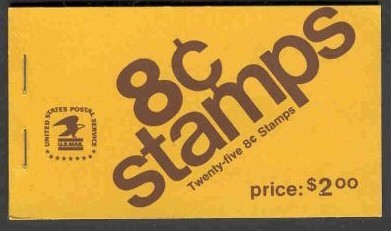 8¢
stamps
Twenty-five 8¢ Stamps
UNITED STATES POSTAL SERVICE
U.S.MAIL
price: $2.00